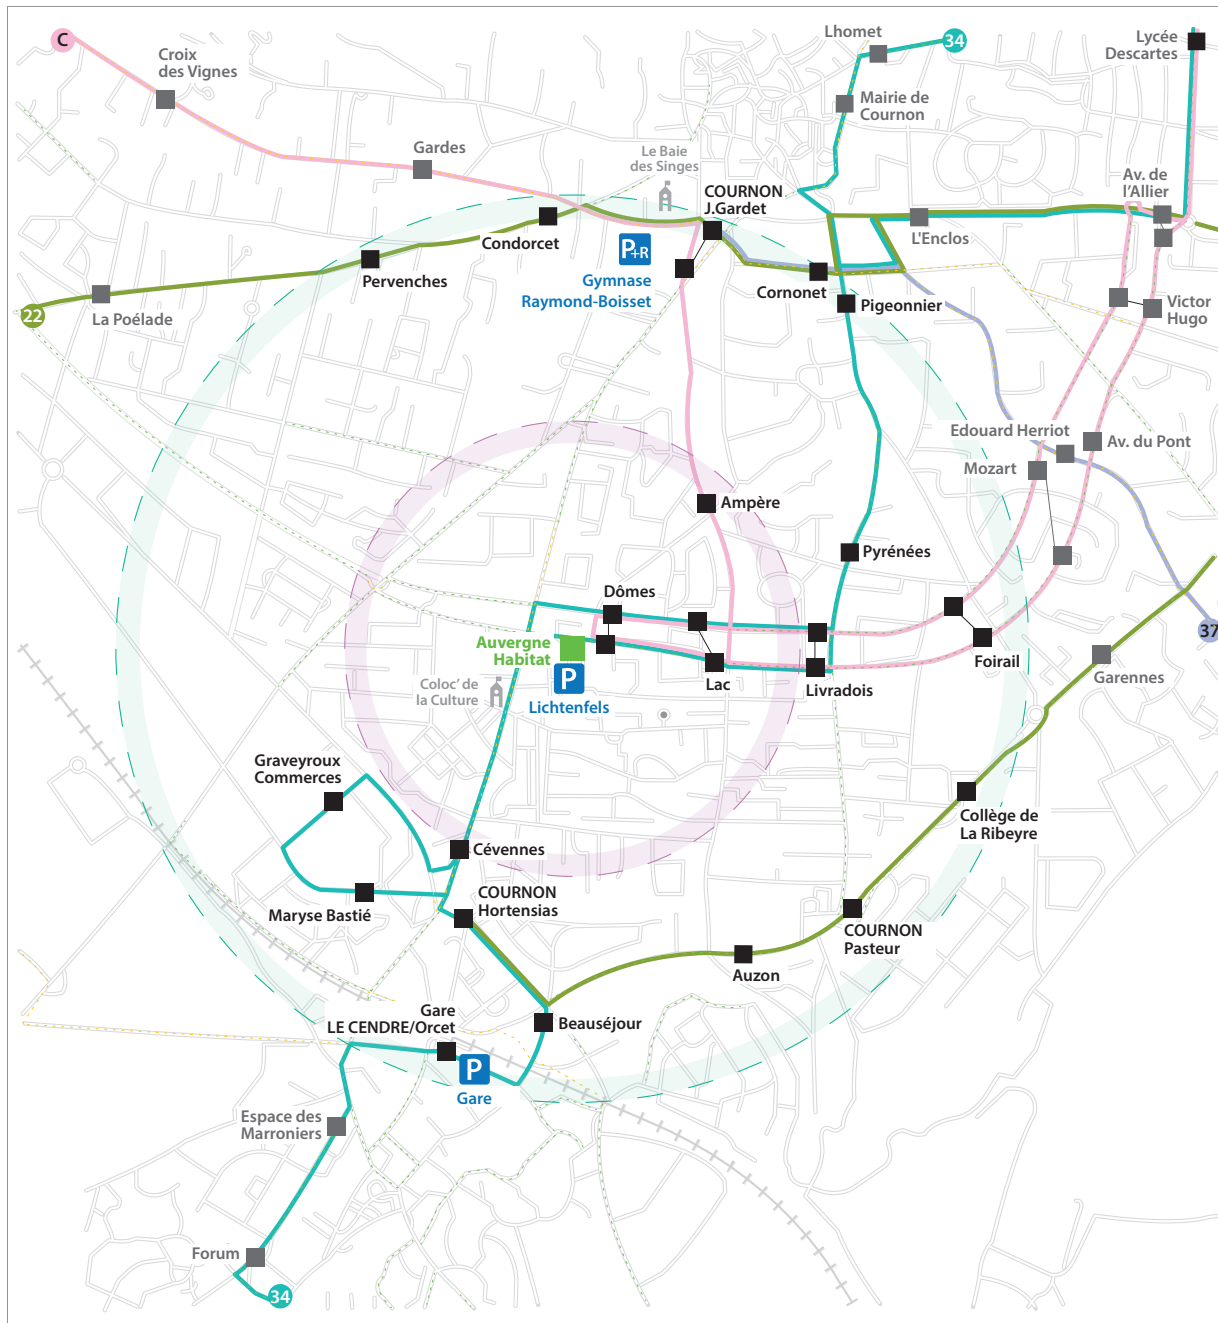 C
Croix
des Vignes
Gardes
Lhomet
34
Lycée
Descartes
Mairie de
Cournon
Le Baie
des Singes
COURNON
J.Gardet
Av. de
l'Allier
L'Enclos
Condorcet
P+R
Gymnase
Raymond-Boisset
Pervenches
Cornonet
Pigeonnier
Victor
Hugo
22
La Poélade
Edouard Herriot
Av. du Pont
Mozart
Ampère
Pyrénées
Dômes
Auvergne
Habitat
P
Lichtenfels
Coloc' de
la Culture
Lac
Livradois
Foirail
37
Garennes
Graveyroux
Commerces
Collège de
La Ribeyre
Cévennes
COURNON
Hortensias
Maryse Bastié
COURNON
Pasteur
Auzon
Gare
LE CENDRE/Orcet
Beauséjour
P
Gare
Espace des
Marroniers
Forum
34